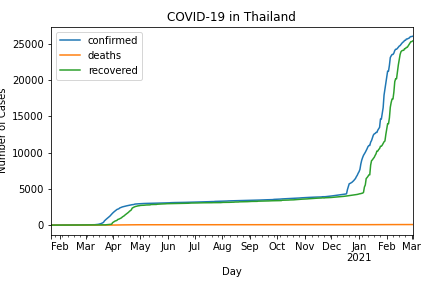 COVID-19 in Thailand
confirmed
deaths
recovered
Number of Cases
25000
20000
15000
10000
5000
0
Feb Mar Apr May Jun Jul Aug Sep Oct Nov Dec Jan Feb Mar
2021
Day